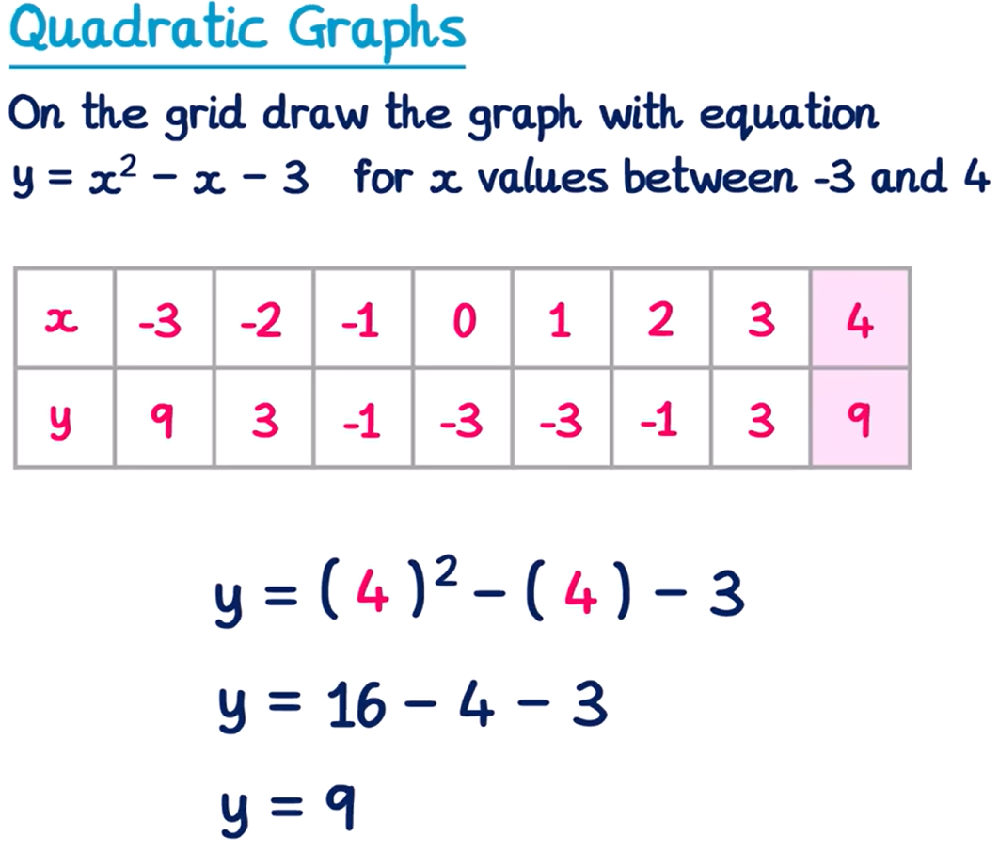 Quadratic Graphs
On the grid draw the graph with equation
y = x² − x − 3 for x values between -3 and 4
x -3 -2 -1 0 1 2 3 4
y 9 3 -1 -3 -3 -1 3 9
y = ( 4 )² − ( 4 ) − 3
y = 16 − 4 − 3
y = 9